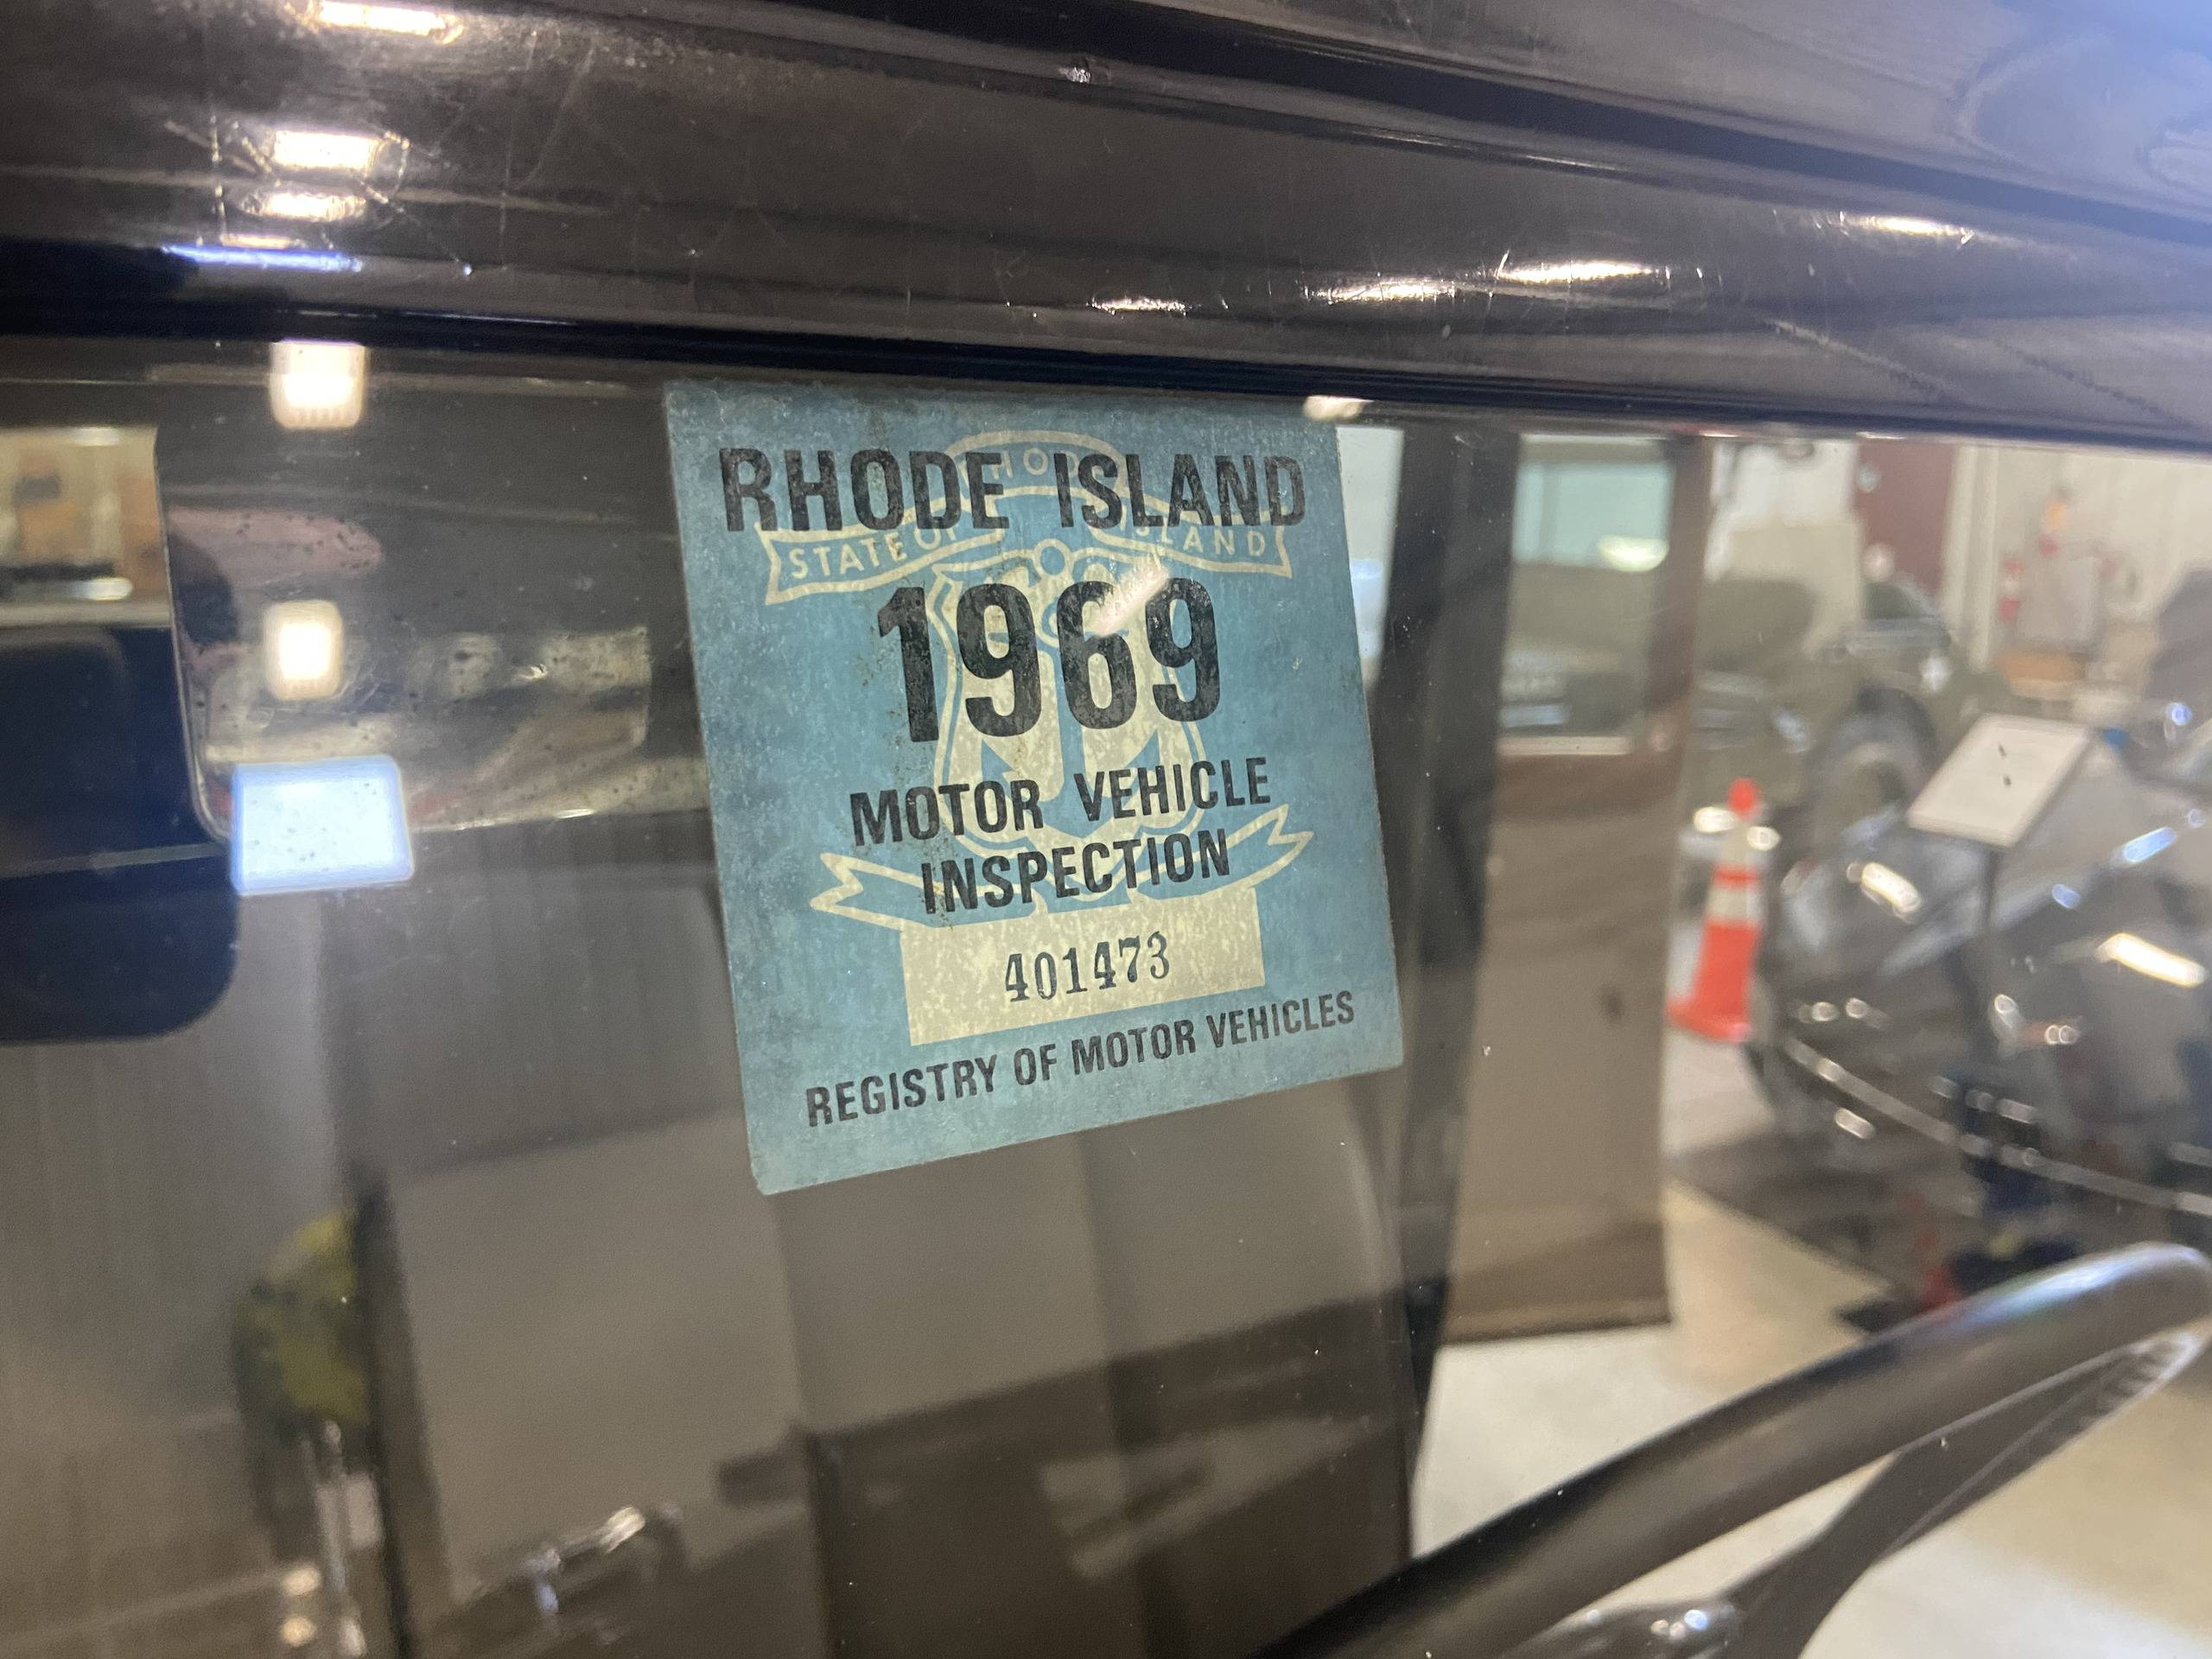 RHODE ISLAND
STATE OF RHODE ISLAND
1969
MOTOR VEHICLE
INSPECTION
401473
REGISTRY OF MOTOR VEHICLES